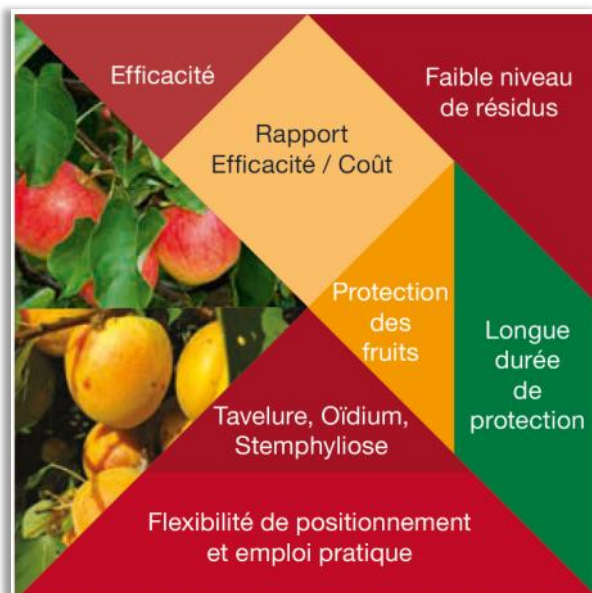 Efficacité
Faible niveau
de résidus
Rapport
Efficacité / Coût
Protection
des
fruits
Longue
durée
de
protection
Tavelure, Oïdium,
Stemphyliose
Flexibilité de positionnement
et emploi pratique